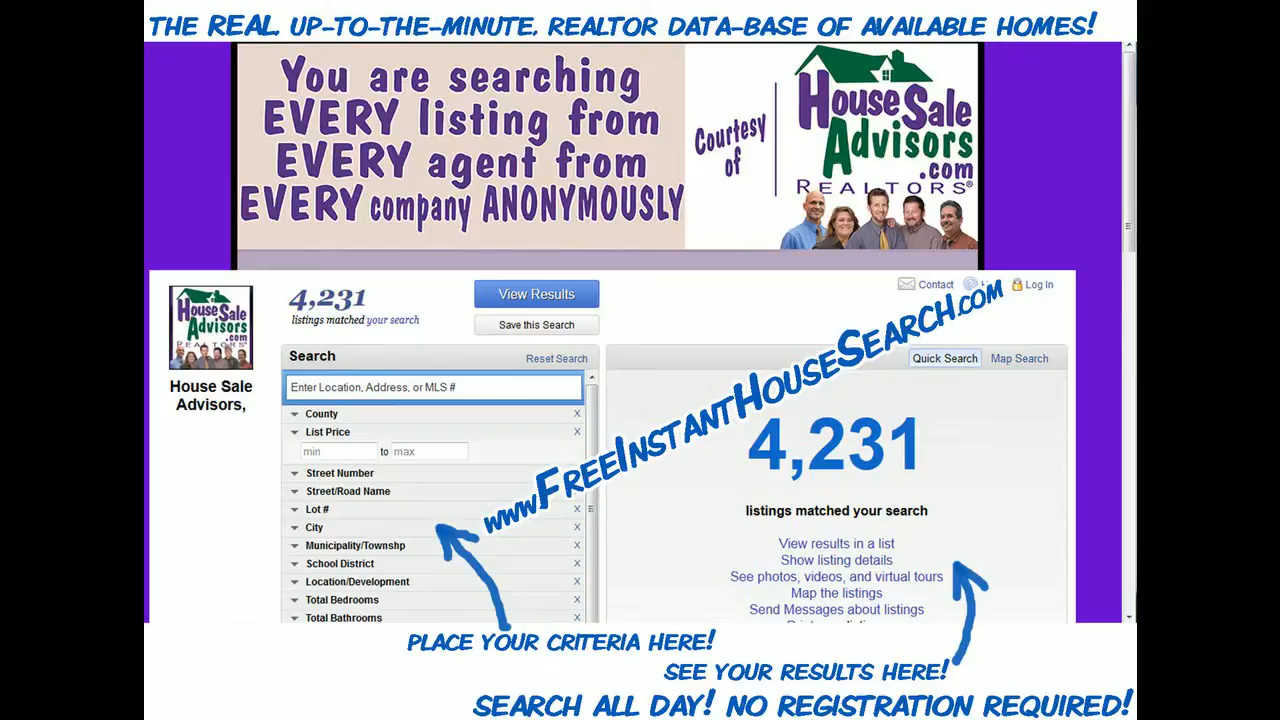 THE REAL, UP-TO-THE-MINUTE, REALTOR DATA-BASE OF AVAILABLE HOMES!
You are searching
EVERY listing from
EVERY agent from
EVERY company ANONYMOUSLY
Courtesy
of
HouseSale
Advisors
.com
REALTORS®
4,231
listings matched your search
View Results
Save this Search
Contact
Log In
HouseSale
Advisors
.com
REALTORS
House Sale
Advisors,
Search
Reset Search
Quick Search
Map Search
Enter Location, Address, or MLS #
County X
List Price X
min to max
Street Number
Street/Road Name
Lot # X
City X
Municipality/Townshp X
School District X
Location/Development X
Total Bedrooms X
Total Bathrooms X
www.FreeInstantHouseSearch.com
4,231
listings matched your search
View results in a list
Show listing details
See photos, videos, and virtual tours
Map the listings
Send Messages about listings
PLACE YOUR CRITERIA HERE!
SEE YOUR RESULTS HERE!
SEARCH ALL DAY! NO REGISTRATION REQUIRED!